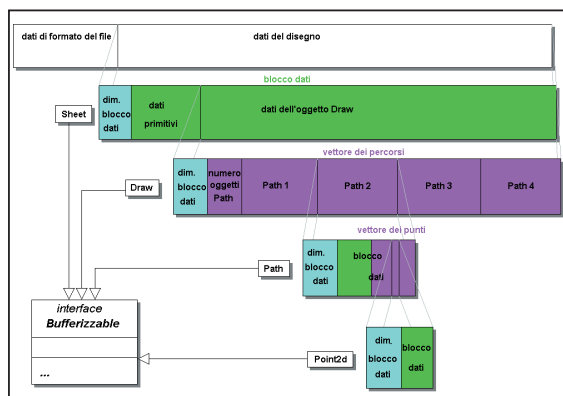 dati di formato del file
dati del disegno
blocco dati
Sheet
dim.
blocco
dati
dati
primitivi
dati dell'oggetto Draw
vettore dei percorsi
Draw
dim.
blocco
dati
numero
oggetti
Path
Path 1
Path 2
Path 3
Path 4
vettore dei punti
Path
dim.
blocco
dati
blocco
dati
interface
Bufferizzable
...
Point2d
dim.
blocco
dati
blocco
dati